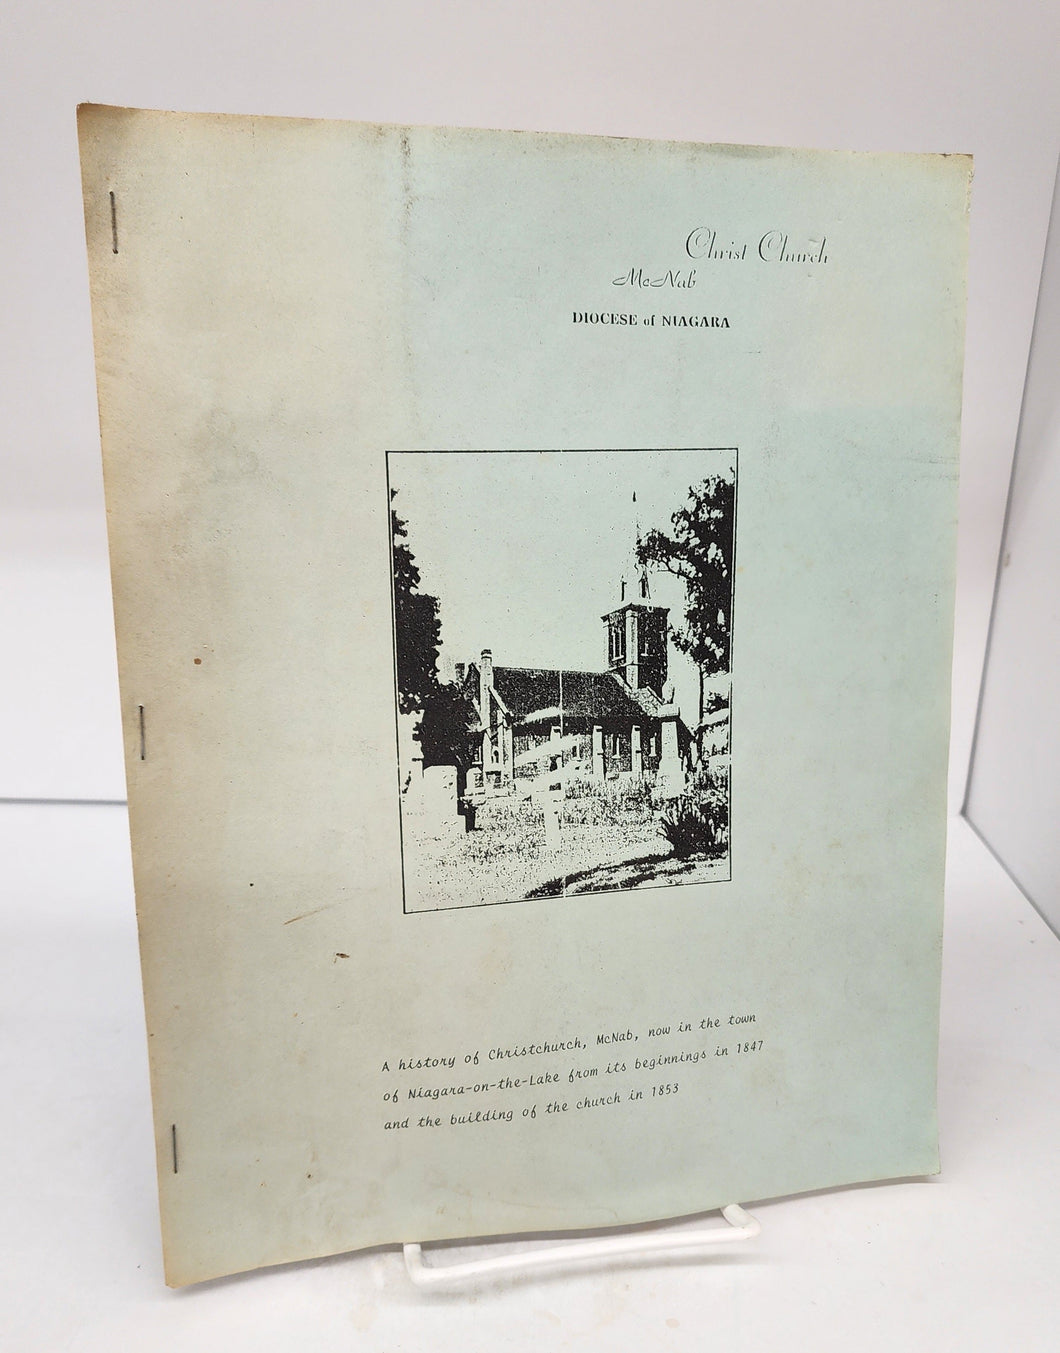 Christ Church
McNab
DIOCESE of NIAGARA
A history of Christchurch, McNab, now in the town
of Niagara-on-the-Lake from its beginnings in 1847
and the building of the church in 1853